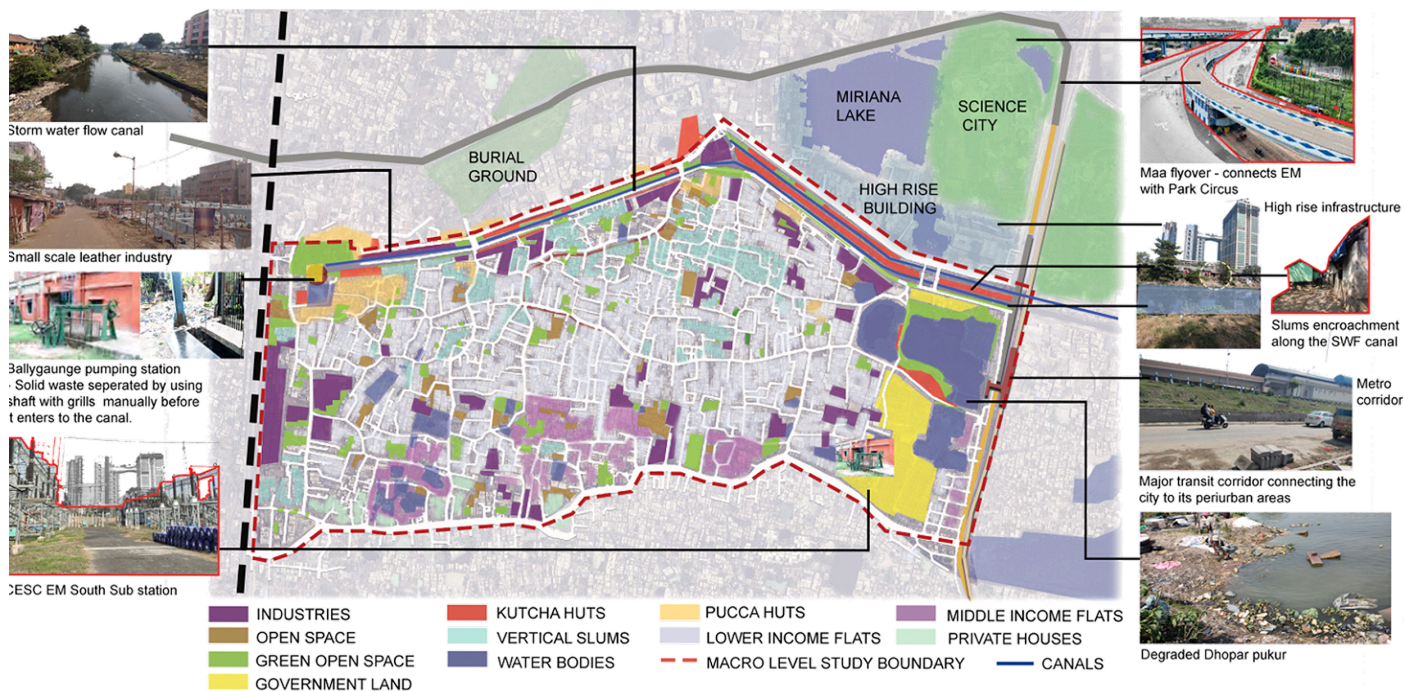 Storm water flow canal
Small scale leather industry
Ballygaunge pumping station
- Solid waste seperated by using
shaft with grills manually before
t enters to the canal.
CESC EM South Sub station
BURIAL
GROUND
MIRIANA
LAKE
SCIENCE
CITY
HIGH RISE
BUILDING
Maa flyover - connects EM
with Park Circus
High rise infrastructure
Slums encroachment
along the SWF canal
Metro
corridor
Major transit corridor connecting the
city to its periurban areas
Degraded Dhopar pukur
INDUSTRIES
KUTCHA HUTS
PUCCA HUTS
MIDDLE INCOME FLATS
OPEN SPACE
VERTICAL SLUMS
LOWER INCOME FLATS
PRIVATE HOUSES
GREEN OPEN SPACE
WATER BODIES
MACRO LEVEL STUDY BOUNDARY
CANALS
GOVERNMENT LAND